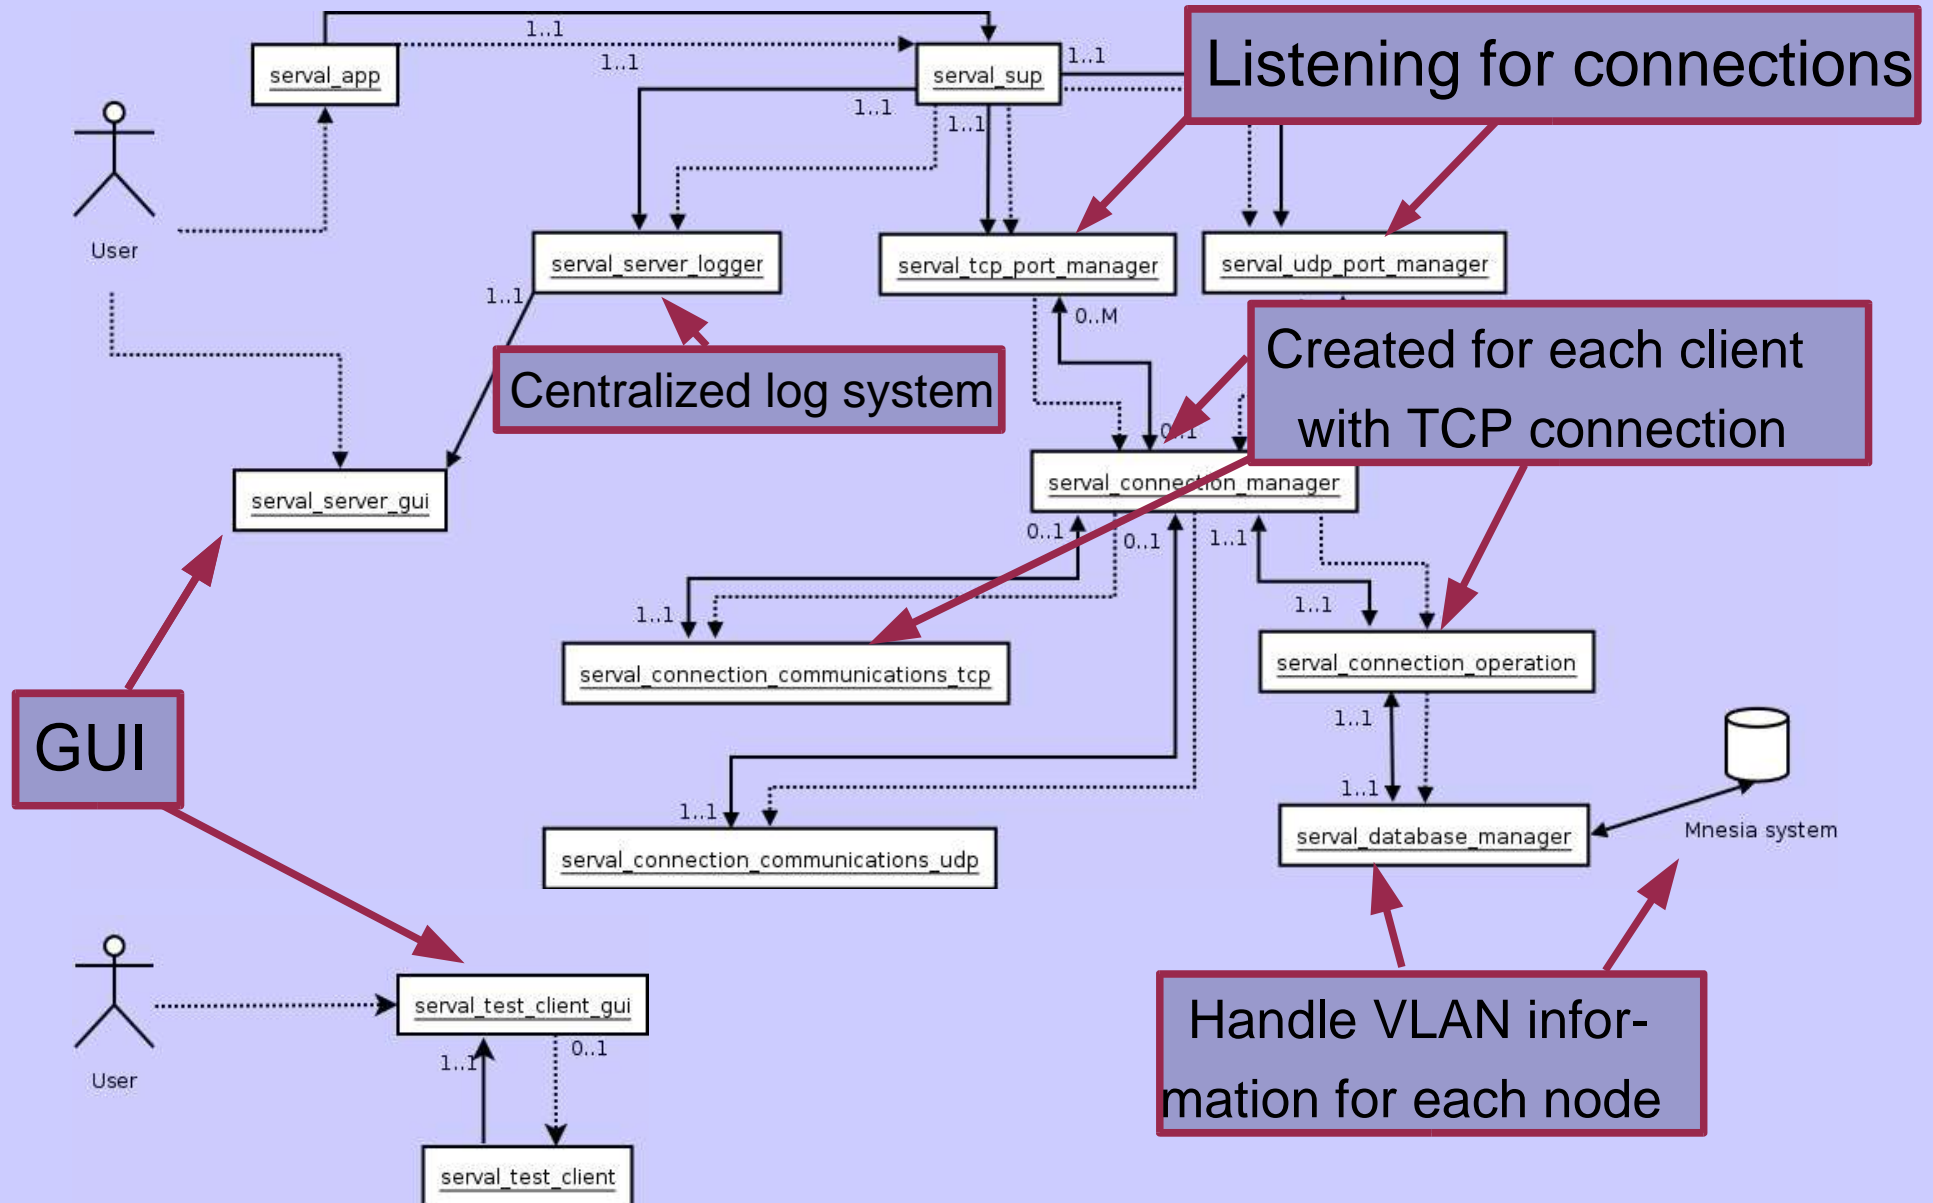 1..1
1..1
serval_app
serval_sup
1..1
Listening for connections
1..1
1..1
User
serval_server_logger
serval_tcp_port_manager
serval_udp_port_manager
1..1
0..M
Centralized log system
Created for each client
with TCP connection
0..1
serval_server_gui
serval_connection_manager
0..1
0..1
1..1
1..1
1..1
serval_connection_communications_tcp
serval_connection_operation
GUI
1..1
1..1
1..1
serval_connection_communications_udp
serval_database_manager
Mnesia system
serval_test_client_gui
1..1
0..1
User
Handle VLAN infor-
mation for each node
serval_test_client